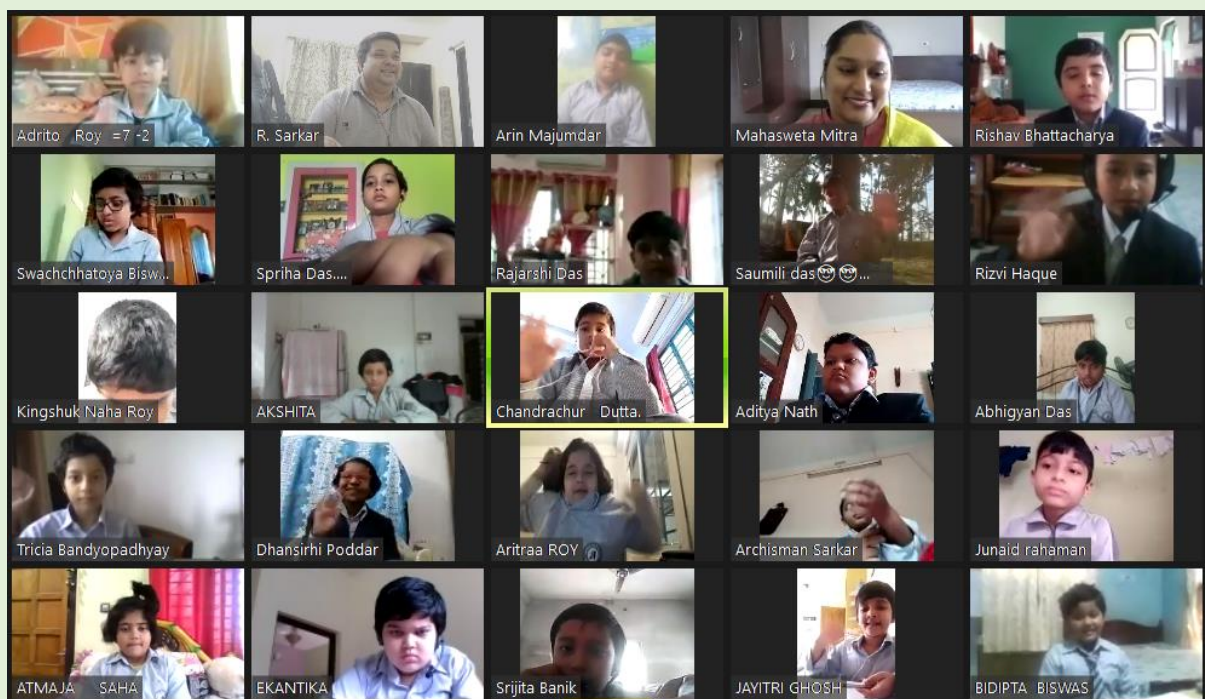 Adrito Roy =7 -2
R. Sarkar
Arin Majumdar
Mahasweta Mitra
Rishav Bhattacharya
Swachchhatoya Bisw...
Spriha Das....
Rajarshi Das
Saumili das😎😎...
Rizvi Haque
Kingshuk Naha Roy
AKSHITA
Chandrachur Dutta.
Aditya Nath
Abhigyan Das
Tricia Bandyopadhyay
Dhansirhi Poddar
Aritraa ROY
Archisman Sarkar
Junaid rahaman
ATMAJA SAHA
EKANTIKA
Srijita Banik
JAYITRI GHOSH
BIDIPTA BISWAS